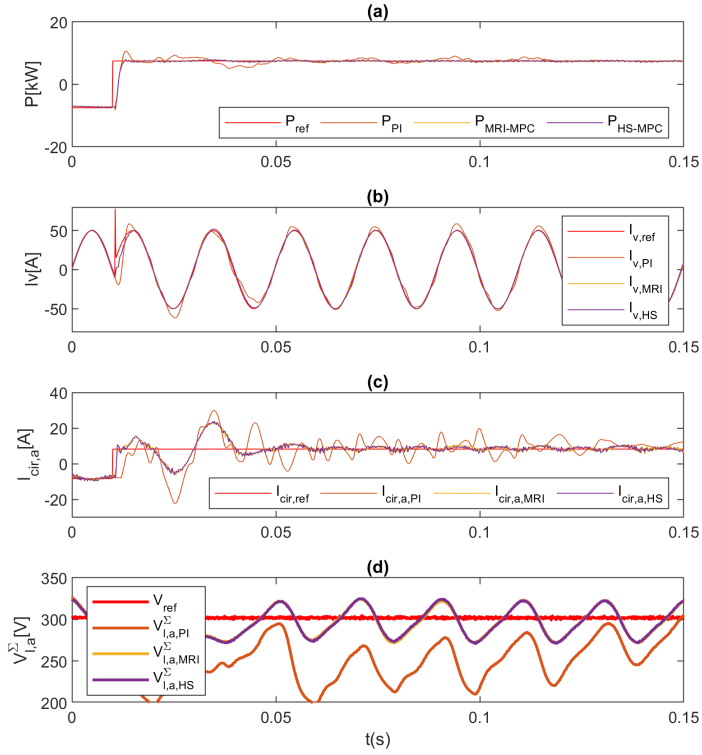 (a)
P[kW]
20
0
-20
P_ref P_PI P_MRI-MPC P_HS-MPC
0 0.05 0.1 0.15
(b)
Iv[A]
50
0
-50
I_v,ref
I_v,PI
I_v,MRI
I_v,HS
0 0.05 0.1 0.15
(c)
I_cir,a[A]
40
20
0
-20
I_cir,ref I_cir,a,PI I_cir,a,MRI I_cir,a,HS
0 0.05 0.1 0.15
(d)
V^Σ_l,a[V]
350
300
250
200
V_ref
V^Σ_l,a,PI
V^Σ_l,a,MRI
V^Σ_l,a,HS
0 0.05 0.1 0.15
t(s)